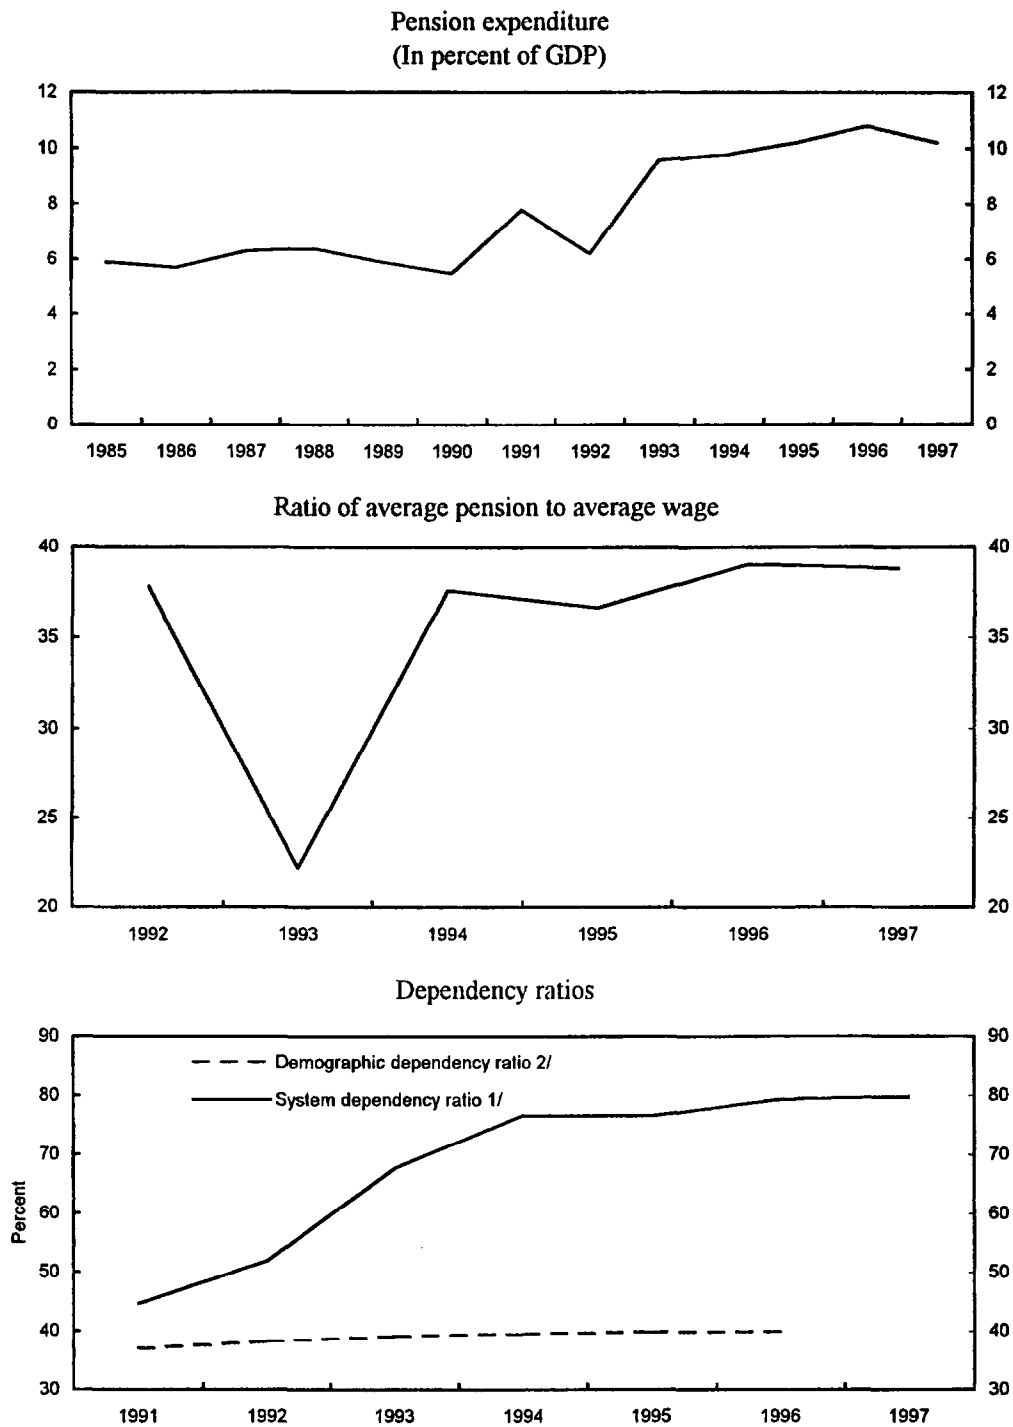 Pension expenditure
(In percent of GDP)
12 12
10 10
8 8
6 6
4 4
2 2
0 0
1985 1986 1987 1988 1989 1990 1991 1992 1993 1994 1995 1996 1997
Ratio of average pension to average wage
40 40
35 35
30 30
25 25
20 20
1992 1993 1994 1995 1996 1997
Dependency ratios
90 90
Demographic dependency ratio 2/
System dependency ratio 1/
80 80
70 70
60 60
Percent
50 50
40 40
30 30
1991 1992 1993 1994 1995 1996 1997